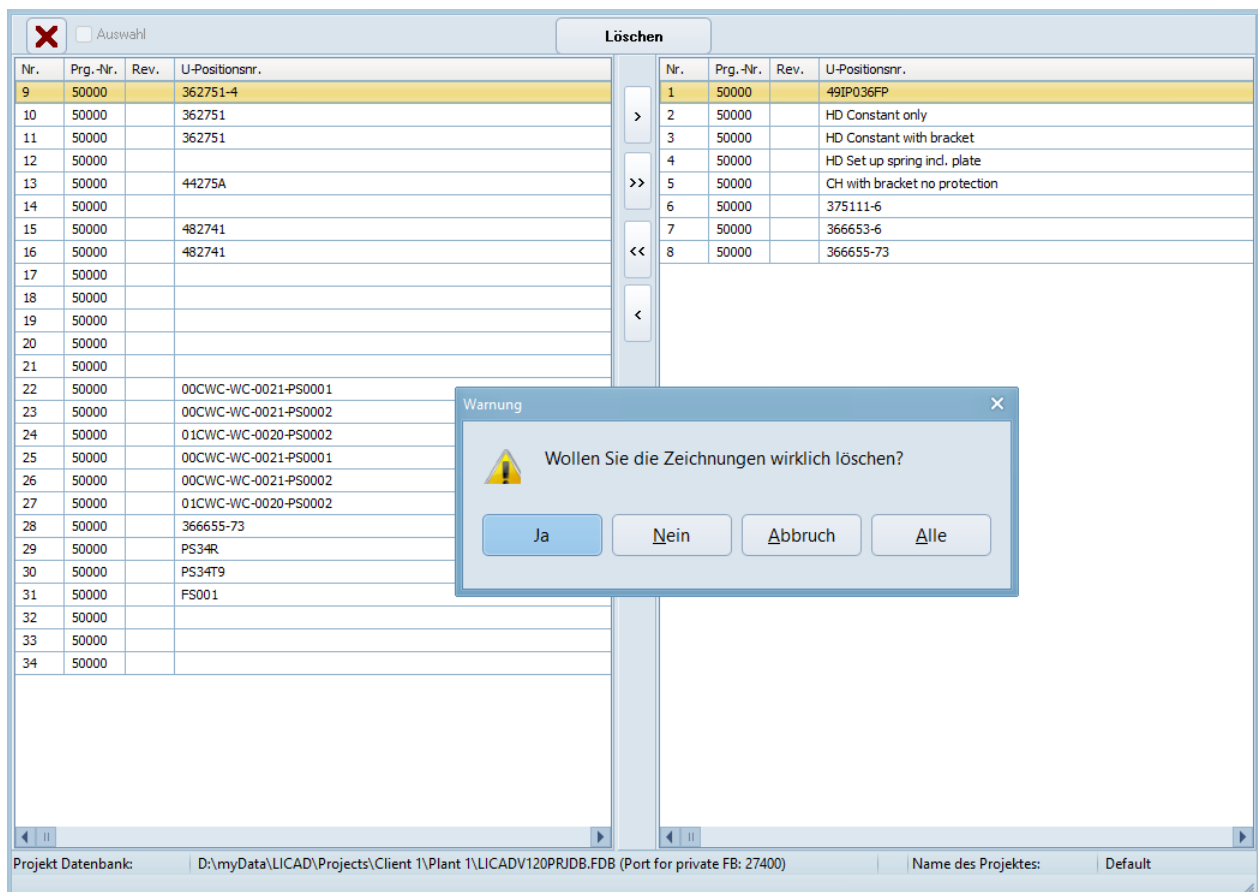 Auswahl Löschen
Nr. Prg.-Nr. Rev. U-Positionsnr.
9 50000 362751-4
10 50000 362751
11 50000 362751
12 50000
13 50000 44275A
14 50000
15 50000 482741
16 50000 482741
17 50000
18 50000
19 50000
20 50000
21 50000
22 50000 00CWC-WC-0021-PS0001
23 50000 00CWC-WC-0021-PS0002
24 50000 01CWC-WC-0020-PS0002
25 50000 00CWC-WC-0021-PS0001
26 50000 00CWC-WC-0021-PS0002
27 50000 01CWC-WC-0020-PS0002
28 50000 366655-73
29 50000 PS34R
30 50000 PS34T9
31 50000 FS001
32 50000
33 50000
34 50000
>
>>
<<
<
Nr. Prg.-Nr. Rev. U-Positionsnr.
1 50000 49IP036FP
2 50000 HD Constant only
3 50000 HD Constant with bracket
4 50000 HD Set up spring incl. plate
5 50000 CH with bracket no protection
6 50000 375111-6
7 50000 366653-6
8 50000 366655-73
Warnung
Wollen Sie die Zeichnungen wirklich löschen?
Ja Nein Abbruch Alle
Projekt Datenbank: D:\myData\LICAD\Projects\Client 1\Plant 1\LICADV120PRJDB.FDB (Port for private FB: 27400) Name des Projektes: Default